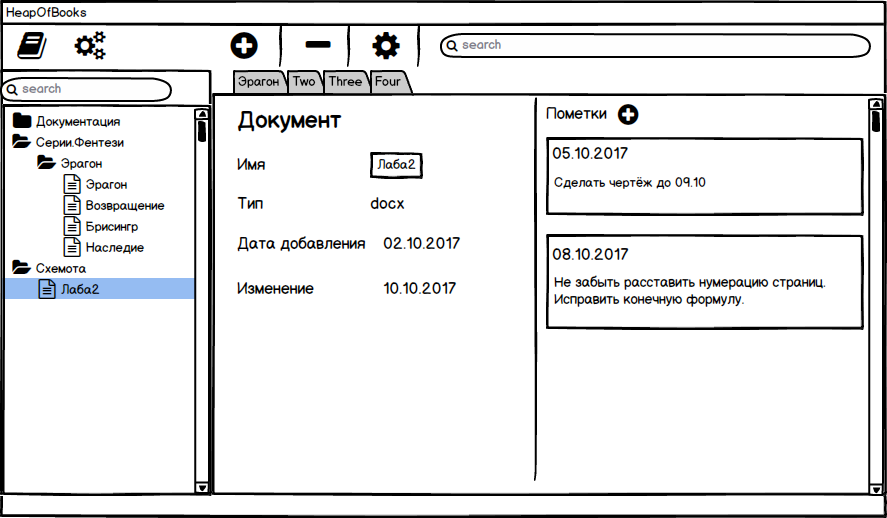 HeapOfBooks
search
search
Документация
Серии.Фентези
Эрагон
Эрагон
Возвращение
Брисингр
Наследие
Схемота
Лаба2
Эрагон Two Three Four
Документ
Имя Лаба2
Тип docx
Дата добавления 02.10.2017
Изменение 10.10.2017
Пометки
05.10.2017
Сделать чертёж до 09.10
08.10.2017
Не забыть расставить нумерацию страниц.
Исправить конечную формулу.